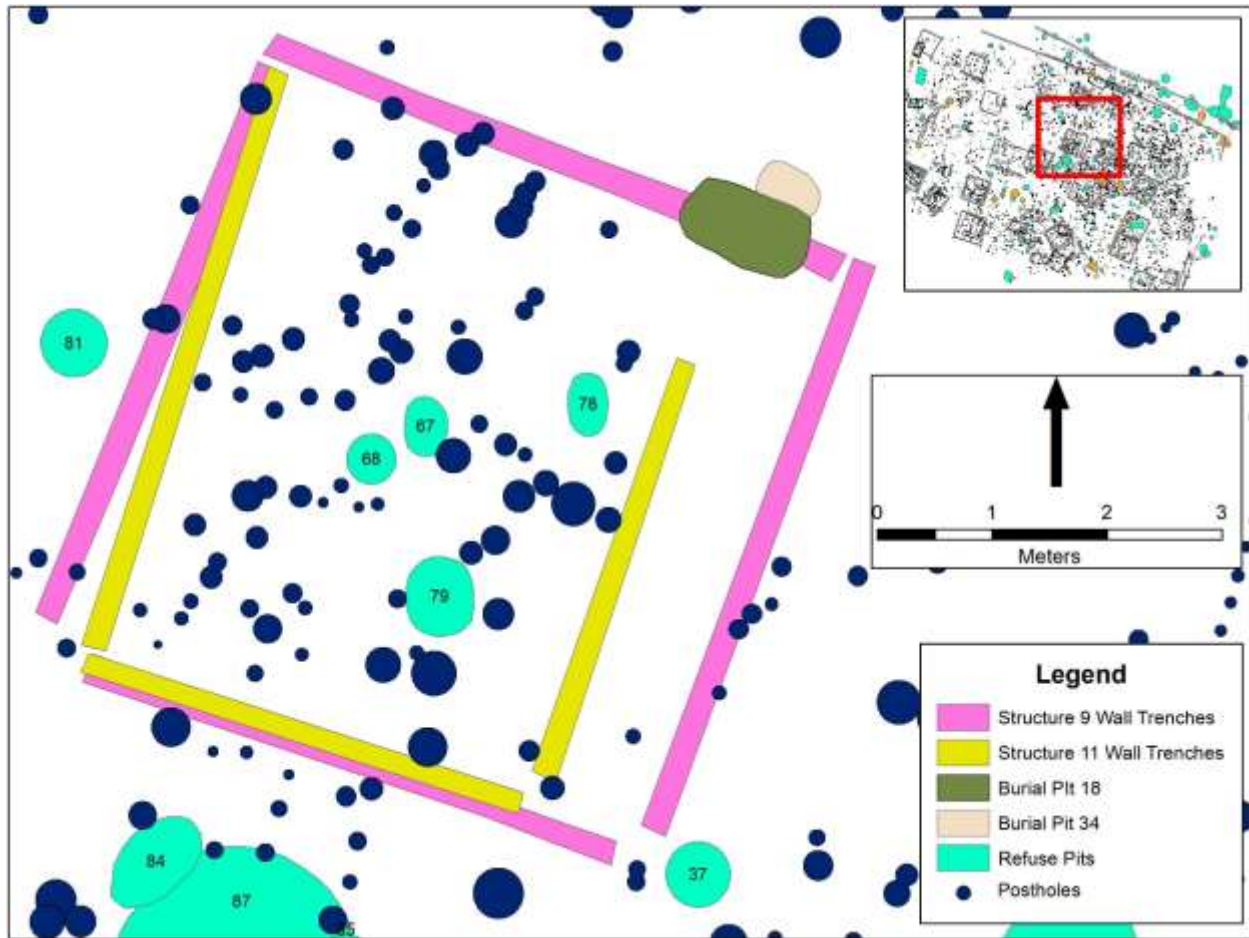 81
67
78
68
79
84
87
37
0 1 2 3
Meters
Legend
Structure 9 Wall Trenches
Structure 11 Wall Trenches
Burial Pit 18
Burial Pit 34
Refuse Pits
Postholes